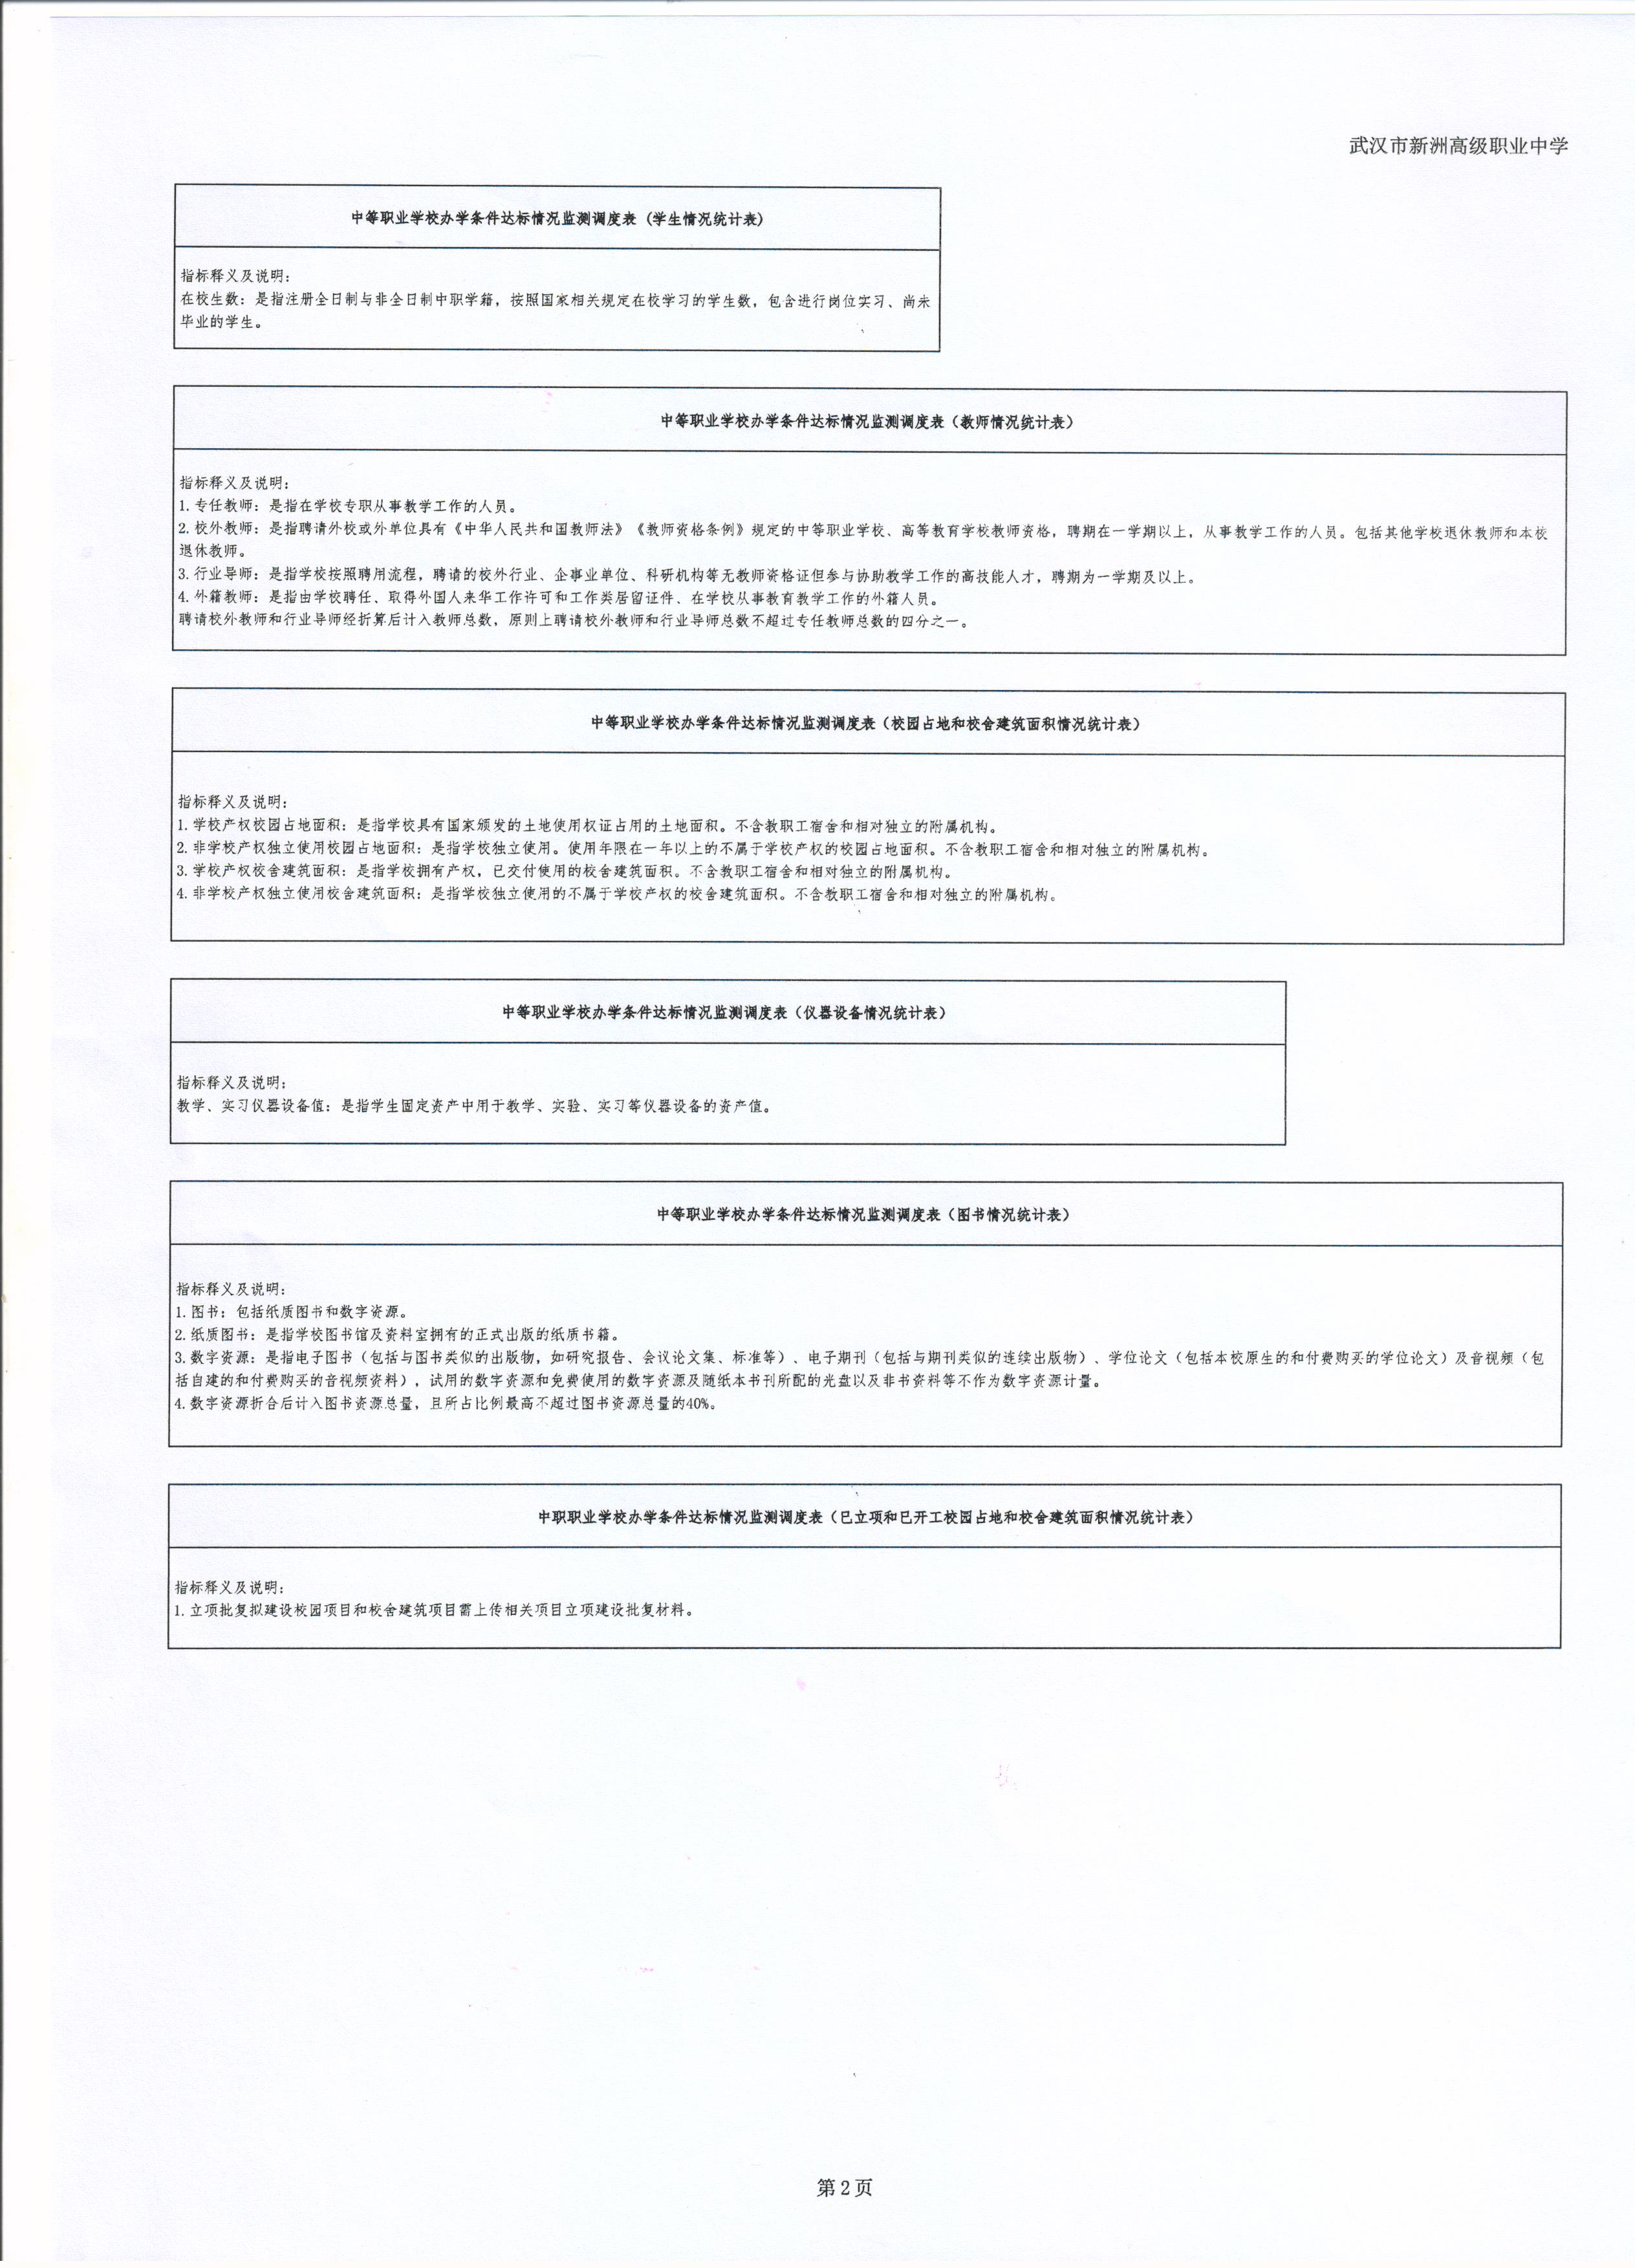 武汉市新洲高级职业中学
中等职业学校办学条件达标情况监测调度表 (学生情况统计表)
指标释义及说明：
在校生数：是指注册全日制与非全日制中职学籍，按照国家相关规定在校学习的学生数，包含进行岗位实习、尚未
毕业的学生。
中等职业学校办学条件达标情况监测调度表（教师情况统计表）
指标释义及说明：
1.专任教师：是指在学校专职从事教学工作的人员。
2.校外教师：是指聘请外校或外单位具有《中华人民共和国教师法》《教师资格条例》规定的中等职业学校、高等教育学校教师资格，聘期在一学期以上，从事教学工作的人员。包括其他学校退休教师和本校
退休教师。
3.行业导师：是指学校按照聘用流程，聘请的校外行业、企事业单位、科研机构等无教师资格证但参与协助教学工作的高技能人才，聘期为一学期及以上。
4.外籍教师：是指由学校聘任、取得外国人来华工作许可和工作类居留证件、在学校从事教育教学工作的外籍人员。
聘请校外教师和行业导师经折算后计入教师总数，原则上聘请校外教师和行业导师总数不超过专任教师总数的四分之一。
中等职业学校办学条件达标情况监测调度表（校园占地和校舍建筑面积情况统计表）
指标释义及说明：
1.学校产权校园占地面积：是指学校具有国家颁发的土地使用权证占用的土地面积。不含教职工宿舍和相对独立的附属机构。
2.非学校产权独立使用校园占地面积：是指学校独立使用。使用年限在一年以上的不属于学校产权的校园占地面积。不含教职工宿舍和相对独立的附属机构。
3.学校产权校舍建筑面积：是指学校拥有产权，已交付使用的校舍建筑面积。不含教职工宿舍和相对独立的附属机构。
4.非学校产权独立使用校舍建筑面积：是指学校独立使用的不属于学校产权的校舍建筑面积。不含教职工宿舍和相对独立的附属机构。
中等职业学校办学条件达标情况监测调度表（仪器设备情况统计表）
指标释义及说明：
教学、实习仪器设备值：是指学生固定资产中用于教学、实验、实习等仪器设备的资产值。
中等职业学校办学条件达标情况监测调度表（图书情况统计表）
指标释义及说明：
1.图书：包括纸质图书和数字资源。
2.纸质图书：是指学校图书馆及资料室拥有的正式出版的纸质书籍。
3.数字资源：是指电子图书（包括与图书类似的出版物，如研究报告、会议论文集、标准等）、电子期刊（包括与期刊类似的连续出版物）、学位论文（包括本校原生的和付费购买的学位论文）及音视频（包
括自建的和付费购买的音视频资料），试用的数字资源和免费使用的数字资源及随纸本书刊所配的光盘以及非书资料等不作为数字资源计量。
4.数字资源折合后计入图书资源总量，且所占比例最高不超过图书资源总量的40%。
中职职业学校办学条件达标情况监测调度表（已立项和已开工校园占地和校舍建筑面积情况统计表）
指标释义及说明：
1.立项批复拟建设校园项目和校舍建筑项目需上传相关项目立项建设批复材料。
第2页